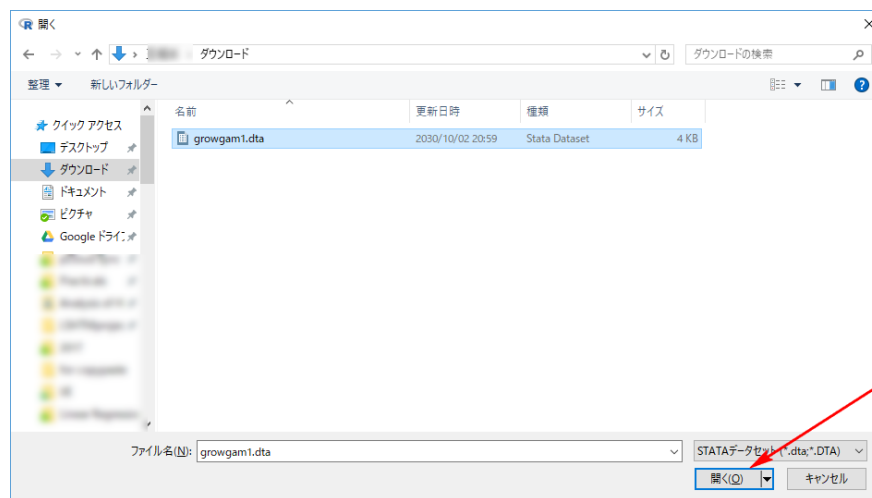 開く
ダウンロード
ダウンロードの検索
整理 新しいフォルダー
名前 更新日時 種類 サイズ
growgam1.dta 2030/10/02 20:59 Stata Dataset 4 KB
クイック アクセス
デスクトップ
ダウンロード
ドキュメント
ピクチャ
Google ドライ
ファイル名(N): growgam1.dta
STATAデータセット (*.dta;*.DTA)
開く(O) キャンセル